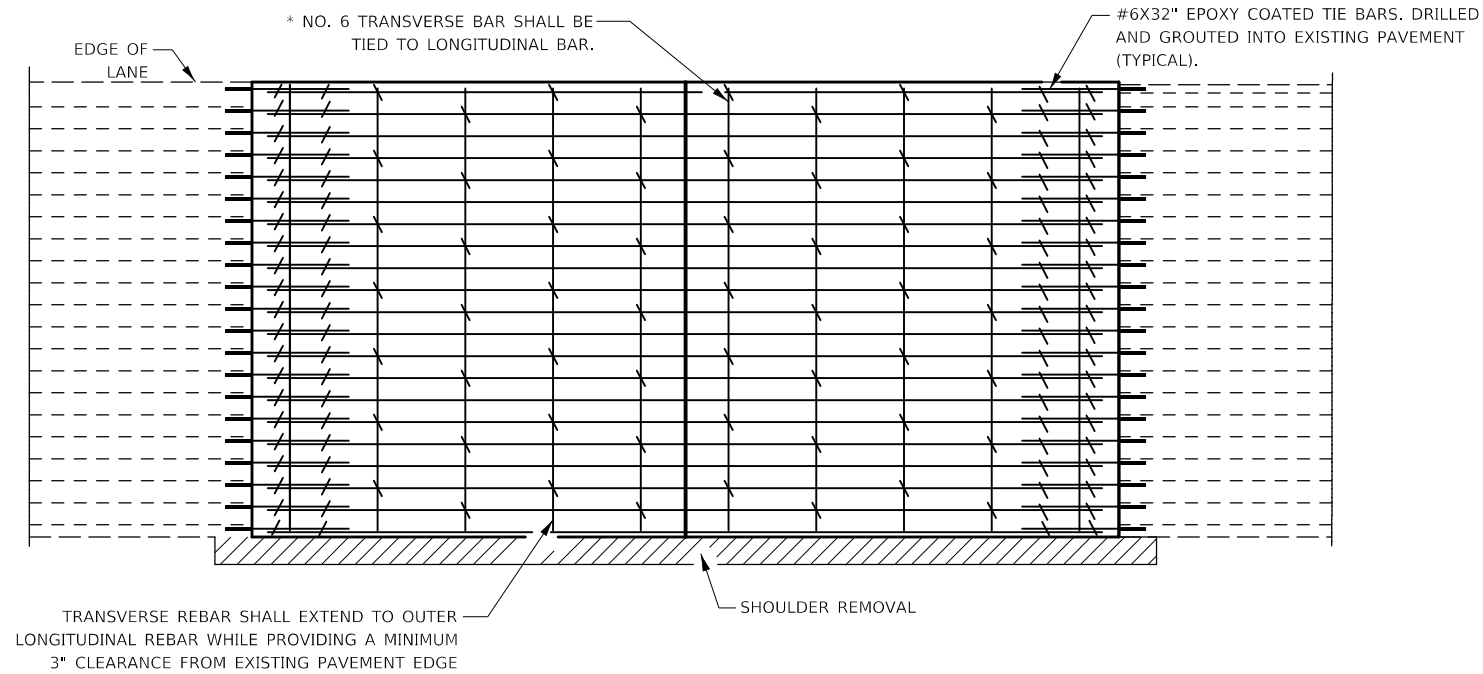 * NO. 6 TRANSVERSE BAR SHALL BE
TIED TO LONGITUDINAL BAR.
#6X32" EPOXY COATED TIE BARS. DRILLED
AND GROUTED INTO EXISTING PAVEMENT
(TYPICAL).
EDGE OF
LANE
TRANSVERSE REBAR SHALL EXTEND TO OUTER
LONGITUDINAL REBAR WHILE PROVIDING A MINIMUM
3" CLEARANCE FROM EXISTING PAVEMENT EDGE
SHOULDER REMOVAL